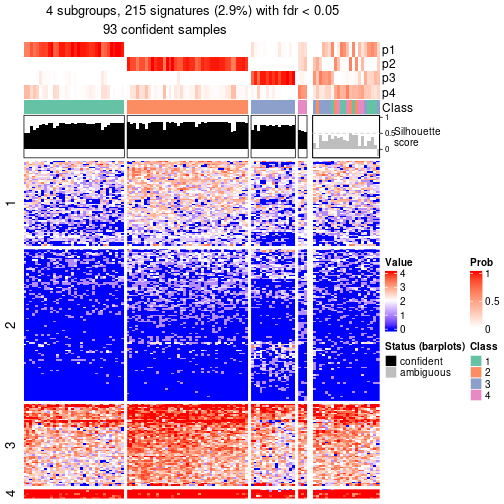 4 subgroups, 215 signatures (2.9%) with fdr < 0.05
93 confident samples
p1
p2
p3
p4
Class
1
0.5
0
Silhouette
score
1
2
3
4
Value
4
3
2
1
0
Prob
1
0.5
0
Status (barplots)
confident
ambiguous
Class
1
2
3
4